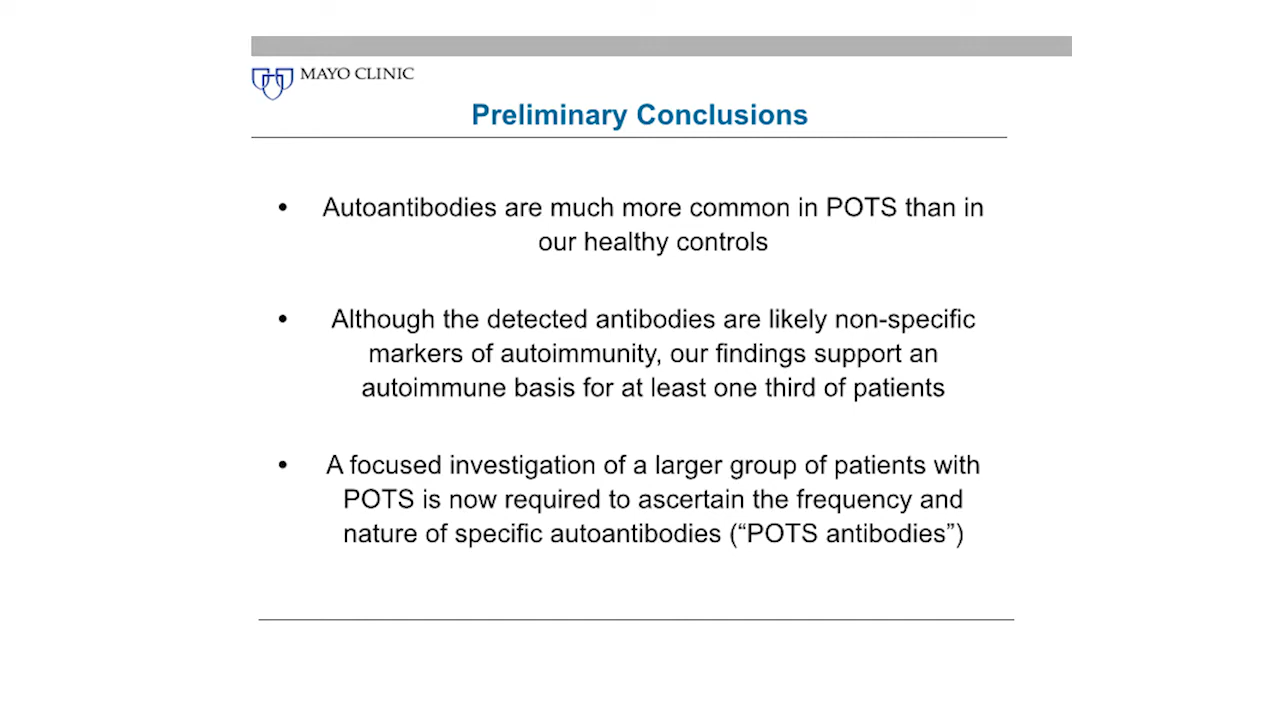 MAYO CLINIC
Preliminary Conclusions
• Autoantibodies are much more common in POTS than in
our healthy controls
• Although the detected antibodies are likely non-specific
markers of autoimmunity, our findings support an
autoimmune basis for at least one third of patients
• A focused investigation of a larger group of patients with
POTS is now required to ascertain the frequency and
nature of specific autoantibodies (“POTS antibodies”)